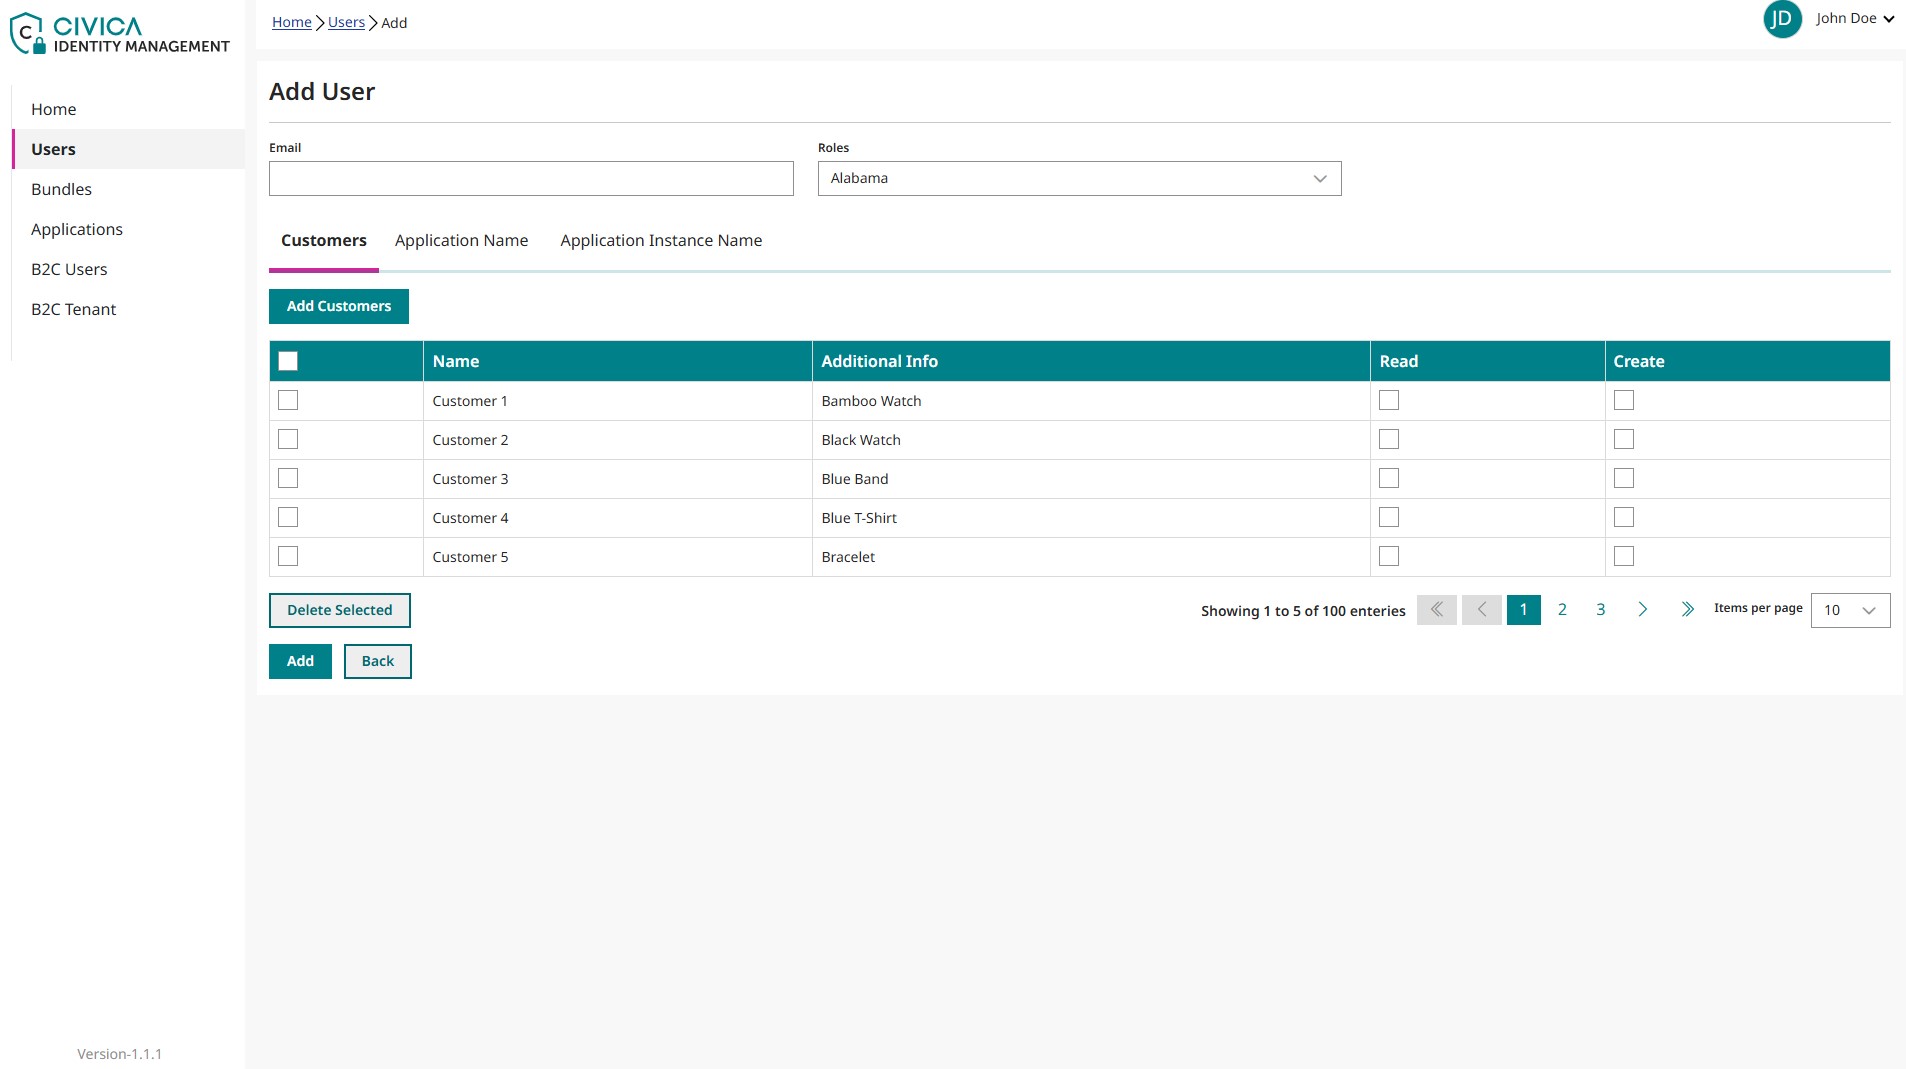 CIVICA
IDENTITY MANAGEMENT
C
Home
Users
Bundles
Applications
B2C Users
B2C Tenant
Version-1.1.1
Home Users Add
JD John Doe
Add User
Email
Roles
Alabama
Customers Application Name Application Instance Name
Add Customers
Name Additional Info Read Create
Customer 1 Bamboo Watch
Customer 2 Black Watch
Customer 3 Blue Band
Customer 4 Blue T-Shirt
Customer 5 Bracelet
Delete Selected
Showing 1 to 5 of 100 enteries 1 2 3 Items per page 10
Add Back